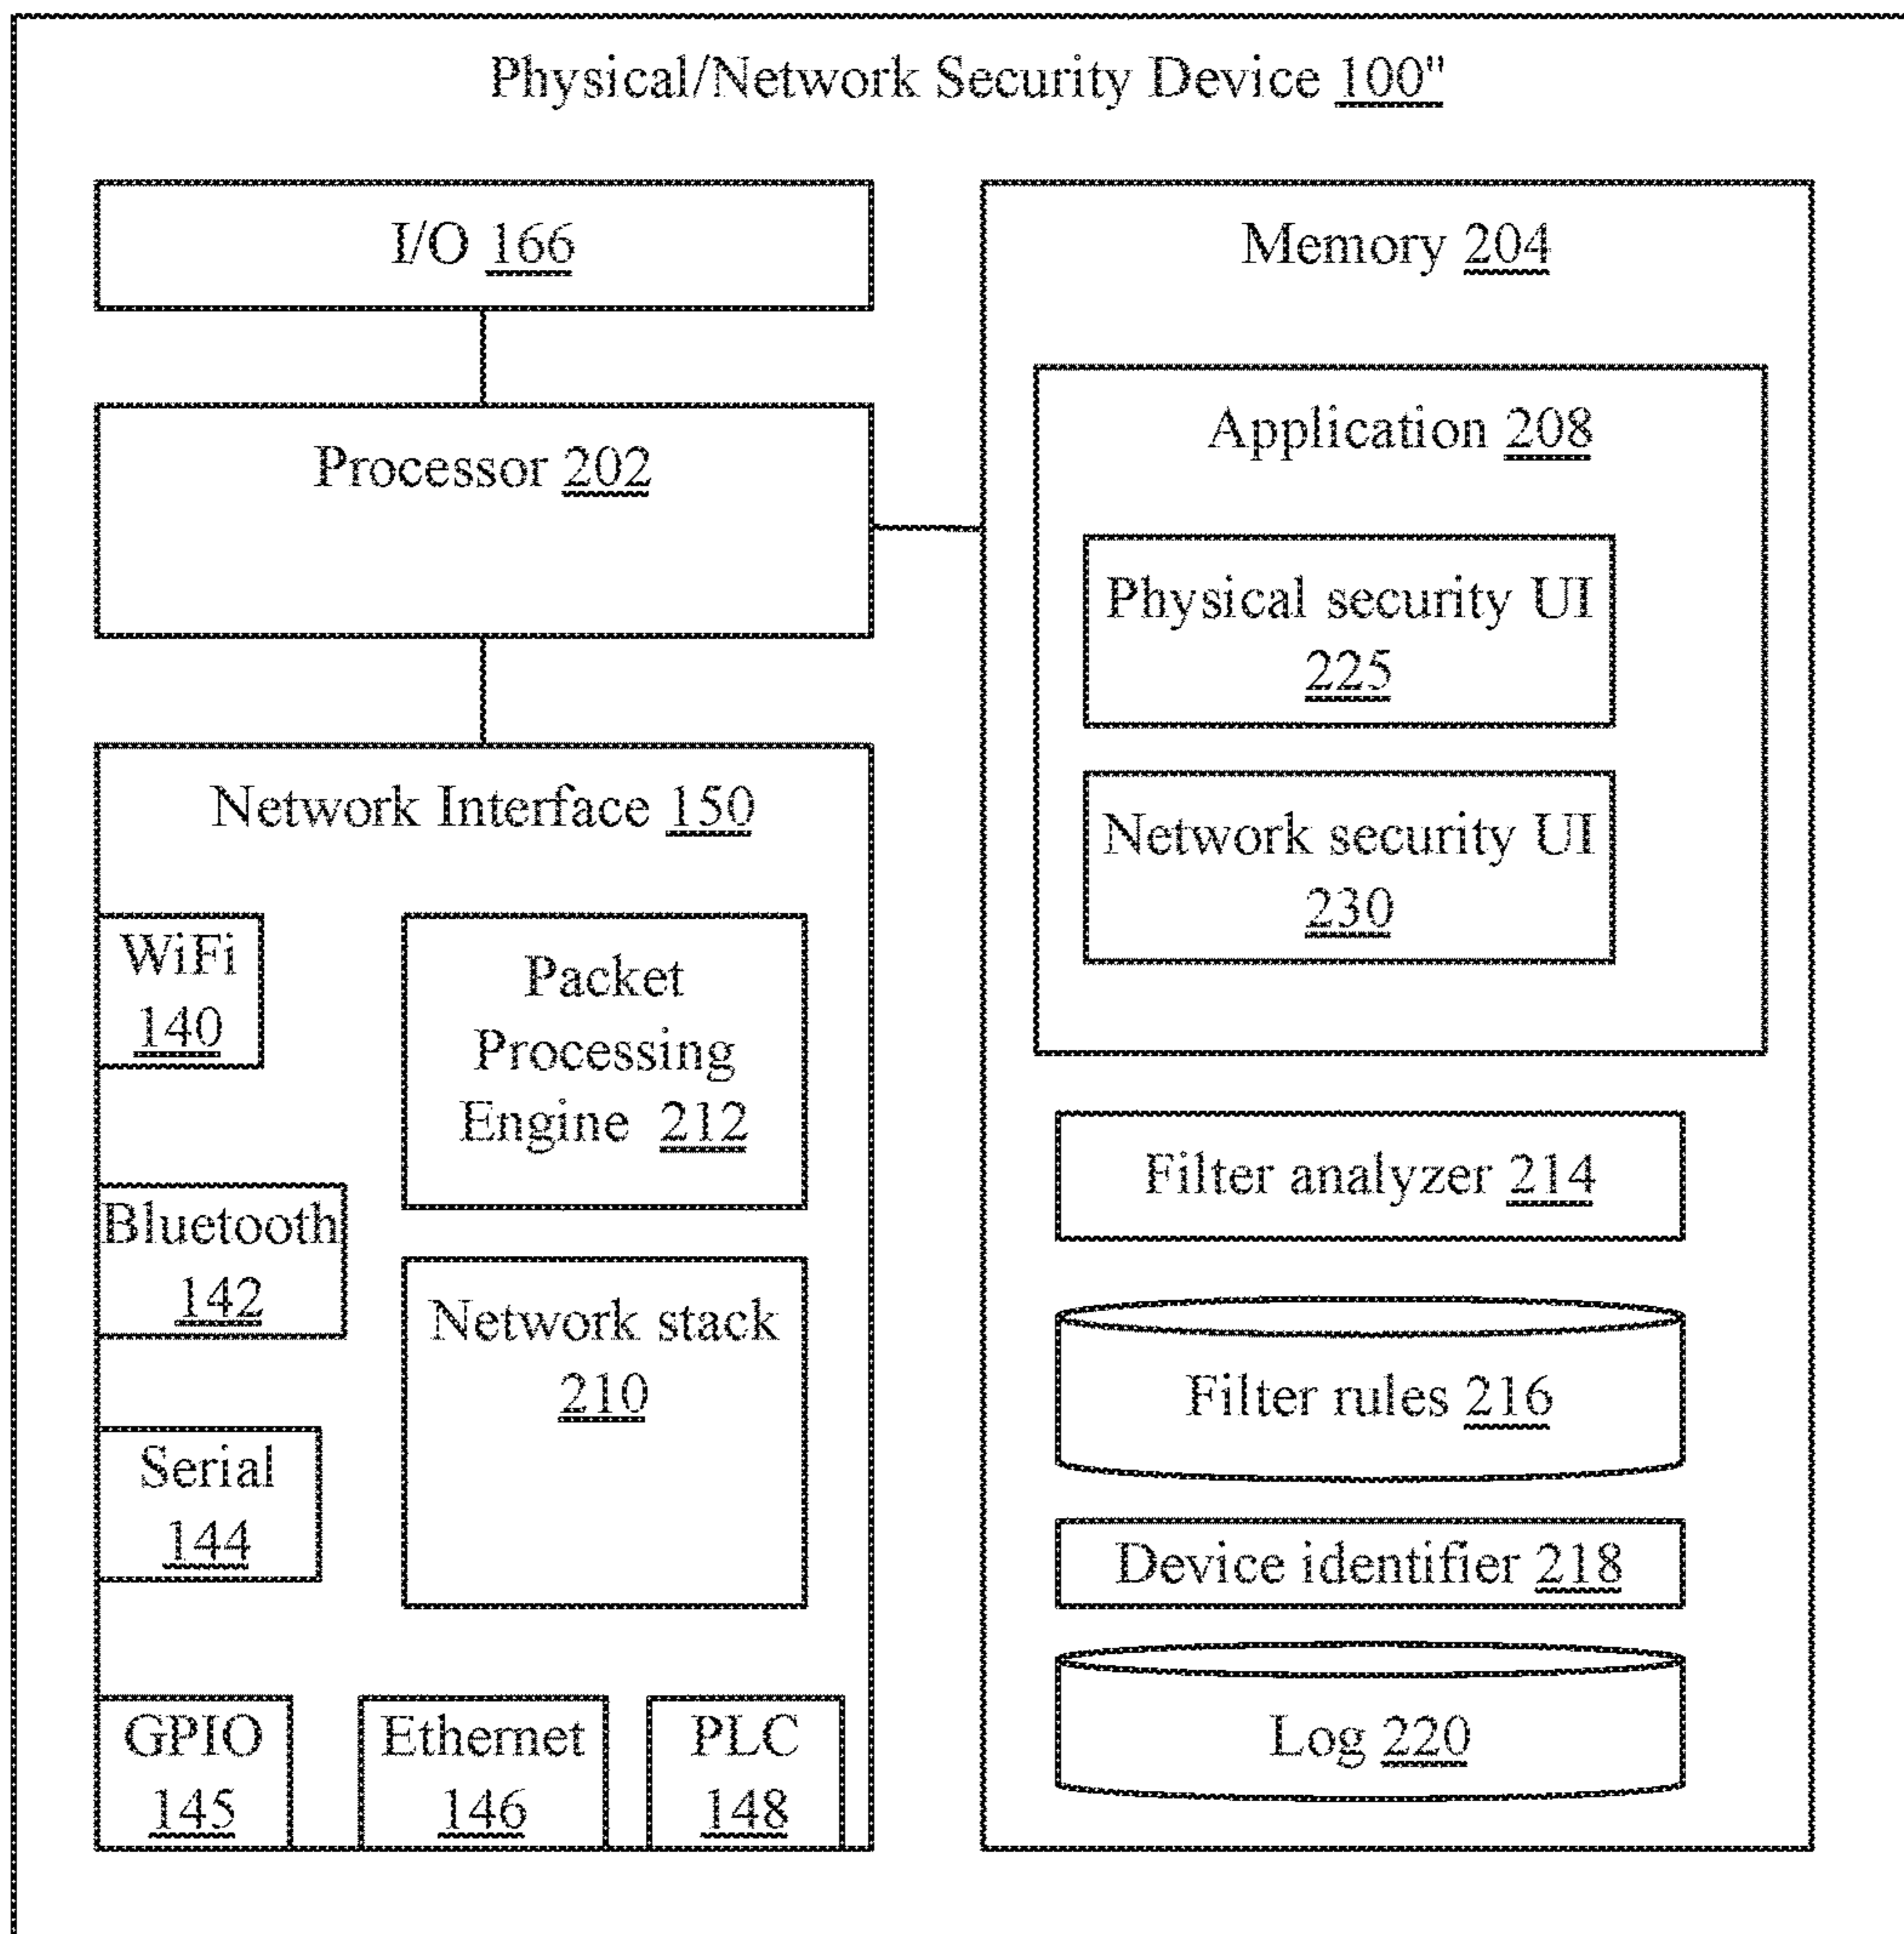 Physical/Network Security Device 100"
I/O 166
Processor 202
Network Interface 150
WiFi
140
Packet
Processing
Engine 212
Bluetooth
142
Network stack
210
Serial
144
GPIO
145
Ethernet
146
PLC
148
Memory 204
Application 208
Physical security UI
225
Network security UI
230
Filter analyzer 214
Filter rules 216
Device identifier 218
Log 220